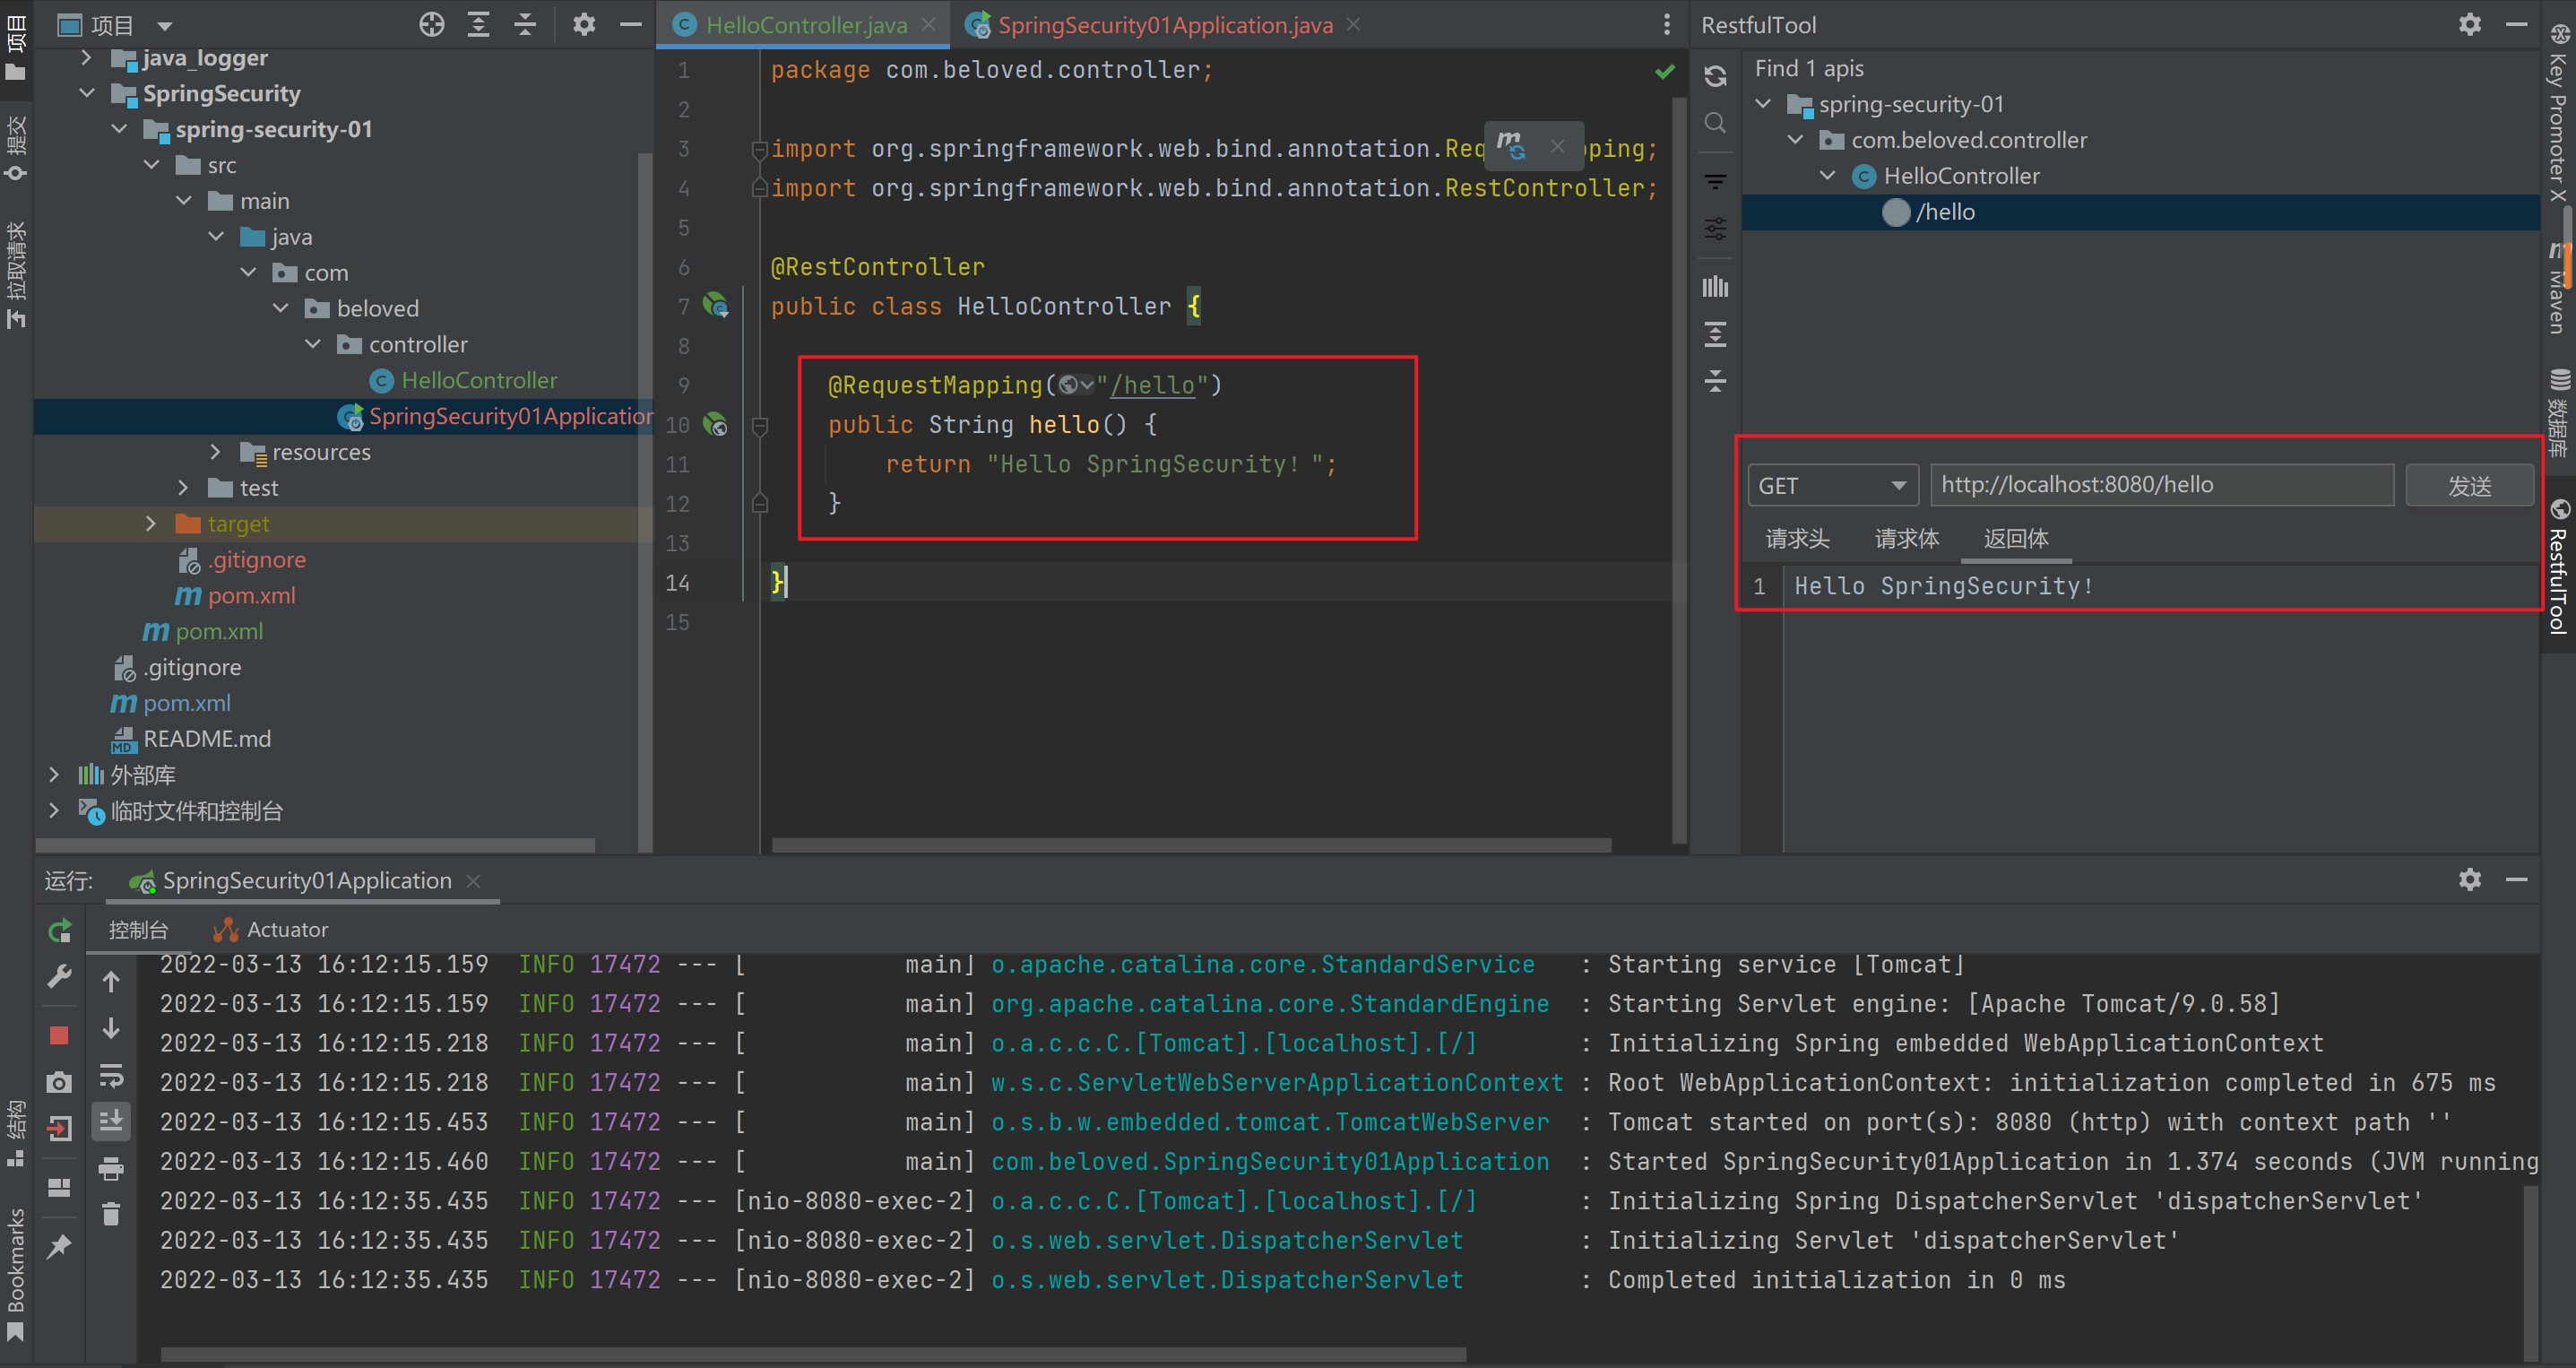 项目
提交
拉取请求
结构
Bookmarks
项目
java_logger
SpringSecurity
spring-security-01
src
main
java
com
beloved
controller
HelloController
SpringSecurity01Application
resources
test
target
.gitignore
pom.xml
pom.xml
.gitignore
pom.xml
README.md
外部库
临时文件和控制台
HelloController.java
SpringSecurity01Application.java
1 package com.beloved.controller;
2
3 import org.springframework.web.bind.annotation.Req pping;
4 import org.springframework.web.bind.annotation.RestController;
5
6 @RestController
7 public class HelloController {
8
9 @RequestMapping("/hello")
10 public String hello() {
11 return "Hello SpringSecurity！";
12 }
13
14 }
15
RestfulTool
Find 1 apis
spring-security-01
com.beloved.controller
HelloController
/hello
GET http://localhost:8080/hello 发送
请求头 请求体 返回体
1 Hello SpringSecurity！
Key Promoter X
Maven
数据库
RestfulTool
运行: SpringSecurity01Application
控制台 Actuator
2022-03-13 16:12:15.159  INFO 17472 --- [           main] o.apache.catalina.core.StandardService   : Starting service [Tomcat]
2022-03-13 16:12:15.159  INFO 17472 --- [           main] org.apache.catalina.core.StandardEngine  : Starting Servlet engine: [Apache Tomcat/9.0.58]
2022-03-13 16:12:15.218  INFO 17472 --- [           main] o.a.c.c.C.[Tomcat].[localhost].[/]       : Initializing Spring embedded WebApplicationContext
2022-03-13 16:12:15.218  INFO 17472 --- [           main] w.s.c.ServletWebServerApplicationContext : Root WebApplicationContext: initialization completed in 675 ms
2022-03-13 16:12:15.453  INFO 17472 --- [           main] o.s.b.w.embedded.tomcat.TomcatWebServer  : Tomcat started on port(s): 8080 (http) with context path ''
2022-03-13 16:12:15.460  INFO 17472 --- [           main] com.beloved.SpringSecurity01Application  : Started SpringSecurity01Application in 1.374 seconds (JVM running
2022-03-13 16:12:35.435  INFO 17472 --- [nio-8080-exec-2] o.a.c.c.C.[Tomcat].[localhost].[/]       : Initializing Spring DispatcherServlet 'dispatcherServlet'
2022-03-13 16:12:35.435  INFO 17472 --- [nio-8080-exec-2] o.s.web.servlet.DispatcherServlet        : Initializing Servlet 'dispatcherServlet'
2022-03-13 16:12:35.435  INFO 17472 --- [nio-8080-exec-2] o.s.web.servlet.DispatcherServlet        : Completed initialization in 0 ms